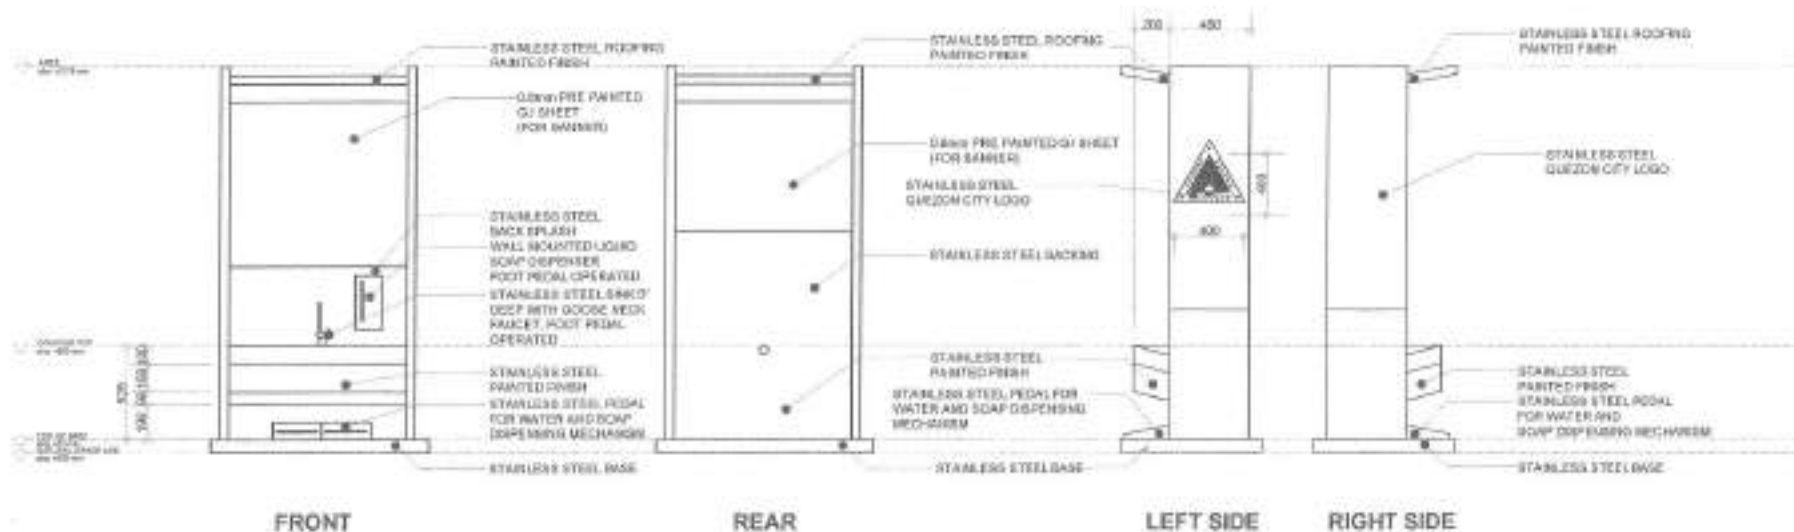 STAINLESS STEEL ROOFING
PAINTED FINISH
0.8mm PRE PAINTED
GI SHEET
(FOR BANNER)
STAINLESS STEEL
BACK SPLASH
WALL MOUNTED LIQUID
SOAP DISPENSER
FOOT PEDAL OPERATED
STAINLESS STEEL SINK 5"
DEEP WITH GOOSE NECK
FAUCET, FOOT PEDAL
OPERATED
STAINLESS STEEL
PAINTED FINISH
STAINLESS STEEL PEDAL
FOR WATER AND SOAP
DISPENSING MECHANISM
STAINLESS STEEL BASE
FRONT
STAINLESS STEEL ROOFING
PAINTED FINISH
0.8mm PRE PAINTED GI SHEET
(FOR BANNER)
STAINLESS STEEL
QUEZON CITY LOGO
STAINLESS STEEL BACKING
STAINLESS STEEL
PAINTED FINISH
STAINLESS STEEL PEDAL FOR
WATER AND SOAP DISPENSING
MECHANISM
STAINLESS STEEL BASE
REAR
200
400
LEFT SIDE
STAINLESS STEEL ROOFING
PAINTED FINISH
STAINLESS STEEL
QUEZON CITY LOGO
STAINLESS STEEL
PAINTED FINISH
STAINLESS STEEL PEDAL
FOR WATER AND
SOAP DISPENSING MECHANISM
STAINLESS STEEL BASE
RIGHT SIDE